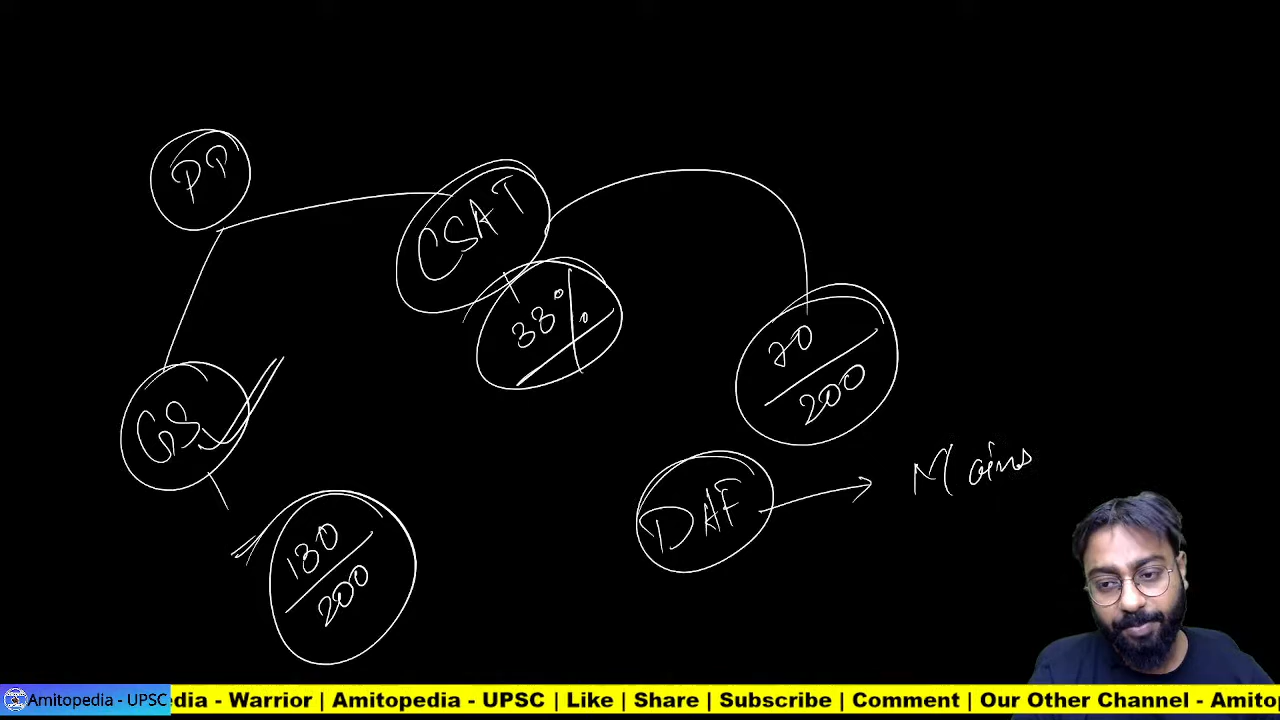 PP
CSAT
33%
70
200
GS
130
200
DAF
Mains
Amitopedia - UPSC
dia - Warrior | Amitopedia - UPSC | Like | Share | Subscribe | Comment | Our Other Channel - Amito